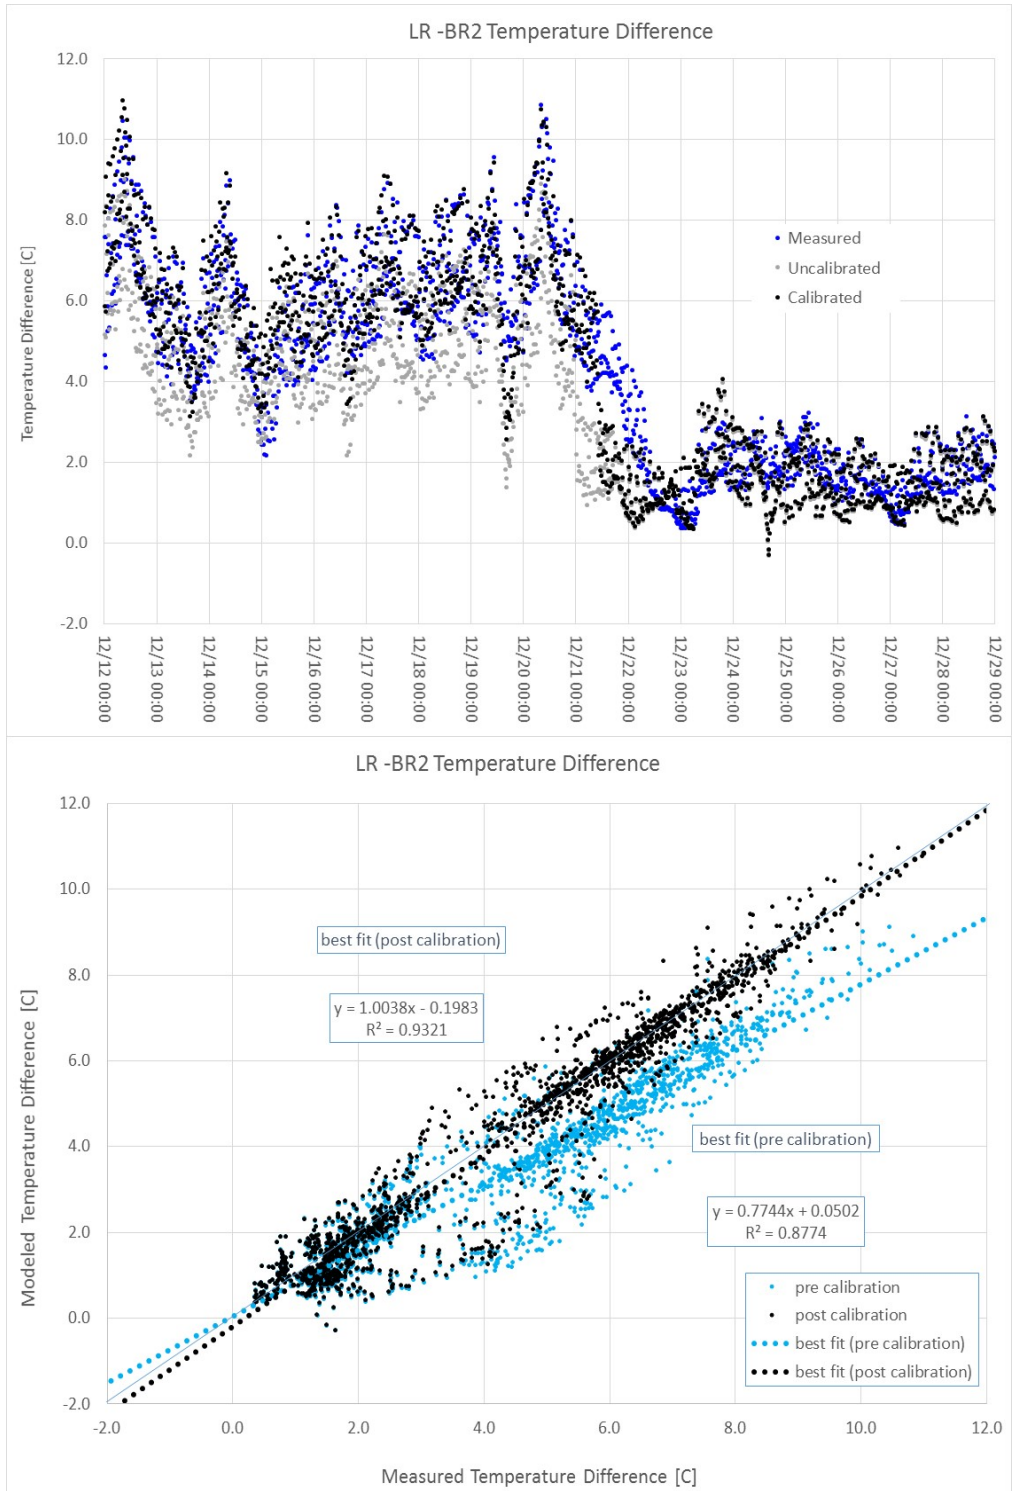 LR -BR2 Temperature Difference
12.0
10.0
8.0
6.0
4.0
2.0
0.0
-2.0
Temperature Difference [C]
Measured
Uncalibrated
Calibrated
12/12 00:00
12/13 00:00
12/14 00:00
12/15 00:00
12/16 00:00
12/17 00:00
12/18 00:00
12/19 00:00
12/20 00:00
12/21 00:00
12/22 00:00
12/23 00:00
12/24 00:00
12/25 00:00
12/26 00:00
12/27 00:00
12/28 00:00
12/29 00:00
LR -BR2 Temperature Difference
12.0
10.0
8.0
6.0
4.0
2.0
0.0
-2.0
Modeled Temperature Difference [C]
best fit (post calibration)
y = 1.0038x - 0.1983
R² = 0.9321
best fit (pre calibration)
y = 0.7744x + 0.0502
R² = 0.8774
pre calibration
post calibration
best fit (pre calibration)
best fit (post calibration)
-2.0 0.0 2.0 4.0 6.0 8.0 10.0 12.0
Measured Temperature Difference [C]